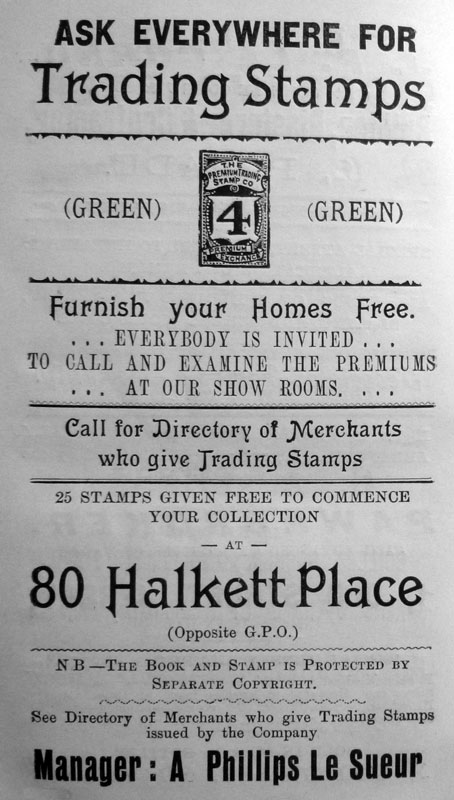 ASK EVERYWHERE FOR
Trading Stamps
(GREEN)
THE
PREMIUM TRADING
STAMP CO
4
PREMIUM
EXCHANGE
(GREEN)
Furnish your Homes Free.
. . . EVERYBODY IS INVITED . . .
TO CALL AND EXAMINE THE PREMIUMS
. . . AT OUR SHOW ROOMS. . . .
Call for Directory of Merchants
who give Trading Stamps
25 STAMPS GIVEN FREE TO COMMENCE
YOUR COLLECTION
— AT —
80 Halkett Place
(Opposite G.P.O.)
N B —THE BOOK AND STAMP IS PROTECTED BY
SEPARATE COPYRIGHT.
See Directory of Merchants who give Trading Stamps
issued by the Company
Manager : A Phillips Le Sueur